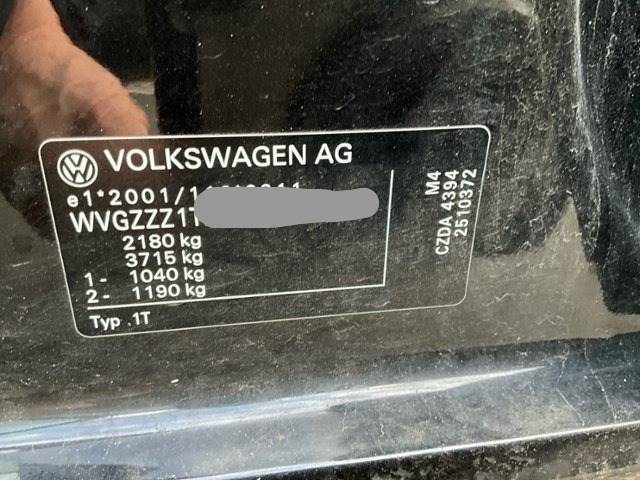 VOLKSWAGEN AG
e1*2001/1
WVGZZZ1T
2180 kg
3715 kg
1- 1040 kg
2- 1190 kg
Typ .1T
M4
CZDA 4394
2510372